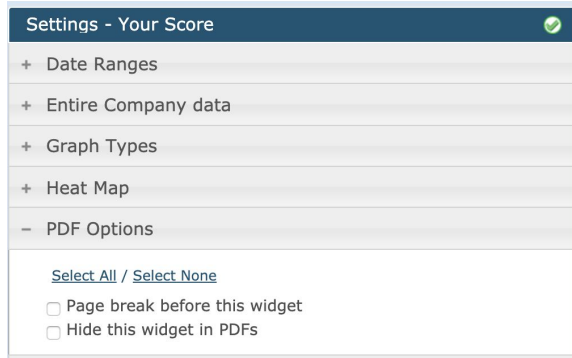 Settings - Your Score
+ Date Ranges
+ Entire Company data
+ Graph Types
+ Heat Map
− PDF Options
Select All / Select None
Page break before this widget
Hide this widget in PDFs